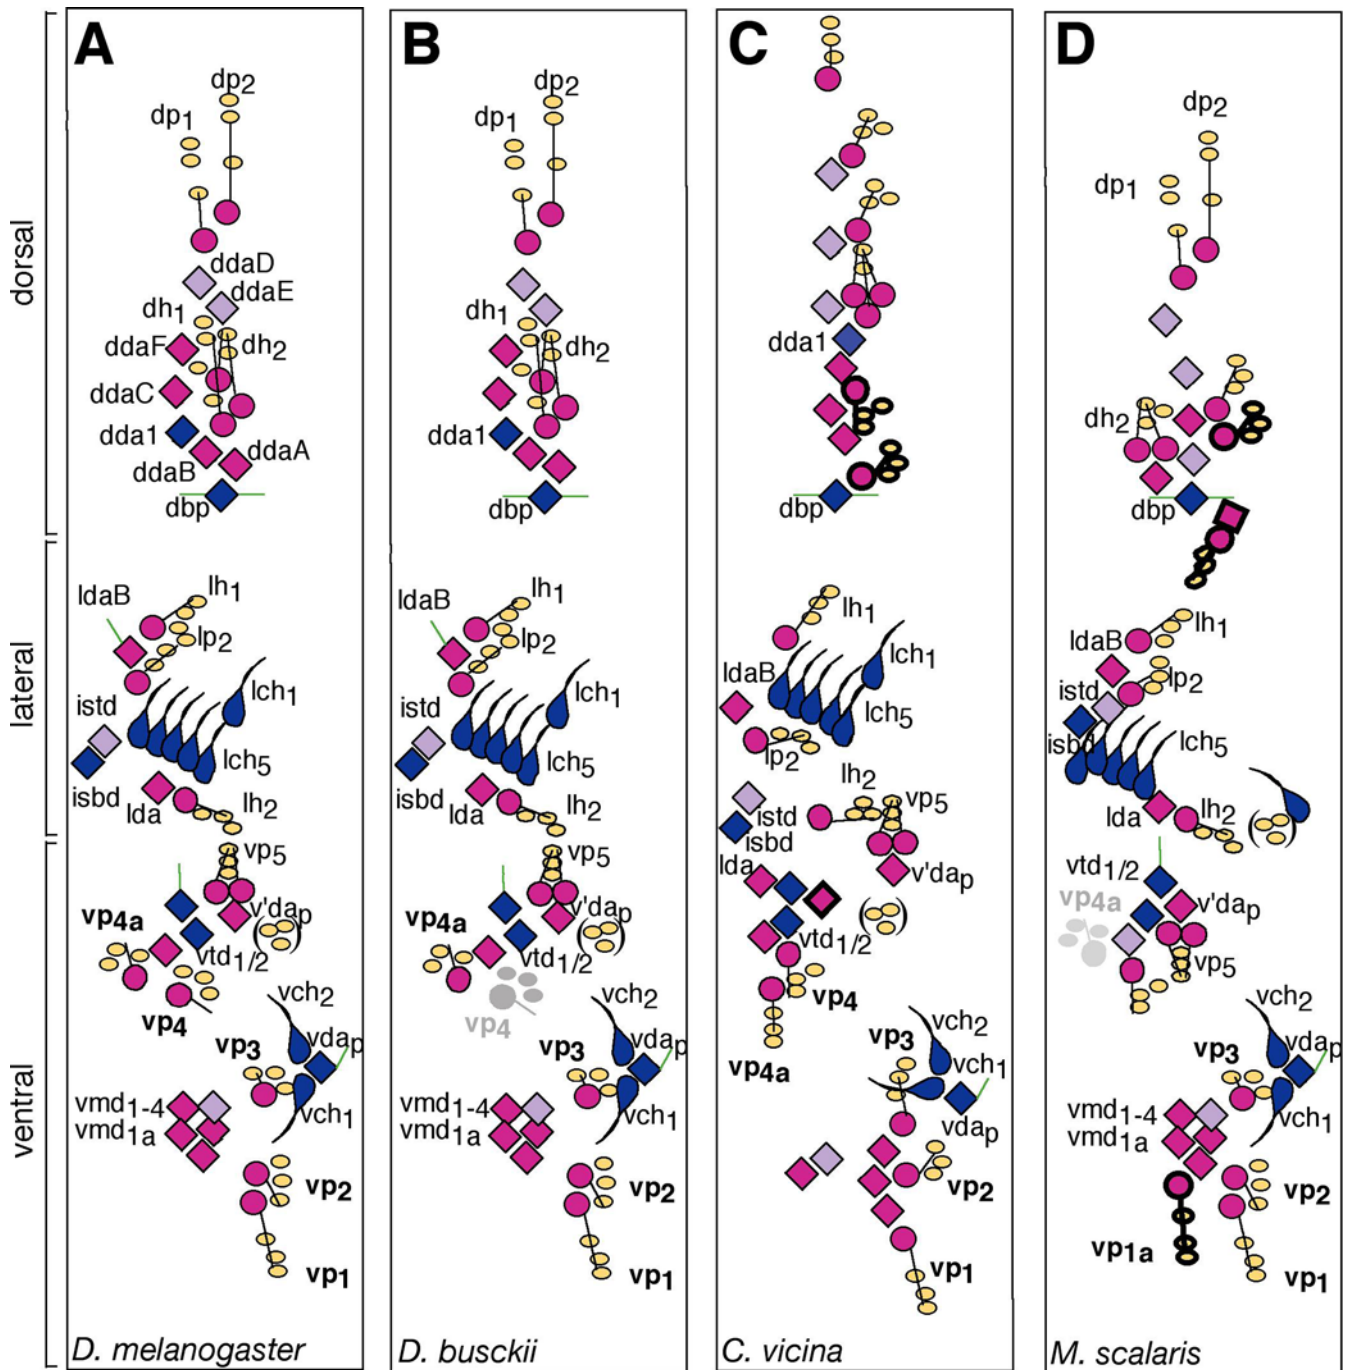 A
dp2
dp1
ddaD
ddaE
dh1
ddaF
dh2
ddaC
dda1
ddaA
ddaB
dbp
ldaB
lh1
lp2
lch1
istd
lch5
isbd
lda
lh2
vp5
v'dap
vp4a
vtd1/2
vp4
vch2
vp3
vdap
vmd1-4
vch1
vmd1a
vp2
vp1
D. melanogaster
B
dp2
dp1
dh1
dh2
dda1
dbp
ldaB
lh1
lp2
lch1
istd
lch5
isbd
lda
lh2
vp5
v'dap
vp4a
vtd1/2
vp4
vch2
vp3
vdap
vmd1-4
vch1
vmd1a
vp2
vp1
D. busckii
C
dda1
dbp
lh1
ldaB
lch1
lch5
lp2
lh2
vp5
istd
isbd
lda
v'dap
vtd1/2
vp4
vp4a
vp3
vch2
vch1
vdap
vp2
vp1
C. vicina
D
dp2
dp1
dh2
dbp
lh1
ldaB
lp2
istd
isbd
lch5
lda
lh2
vtd1/2
vp4a
v'dap
vp5
vch2
vp3
vdap
vmd1-4
vch1
vmd1a
vp2
vp1a
vp1
M. scalaris
dorsal
lateral
ventral